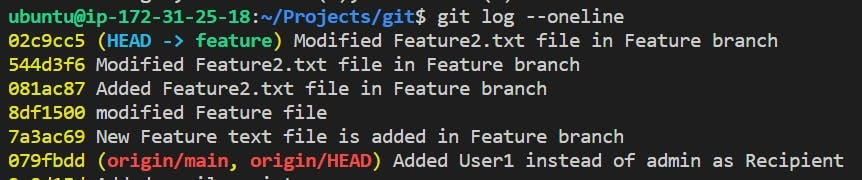 ubuntu@ip-172-31-25-18:~/Projects/git$ git log --oneline
02c9cc5 (HEAD -> feature) Modified Feature2.txt file in Feature branch
544d3f6 Modified Feature2.txt file in Feature branch
081ac87 Added Feature2.txt file in Feature branch
8df1500 modified Feature file
7a3ac69 New Feature text file is added in Feature branch
079fbdd (origin/main, origin/HEAD) Added User1 instead of admin as Recipient